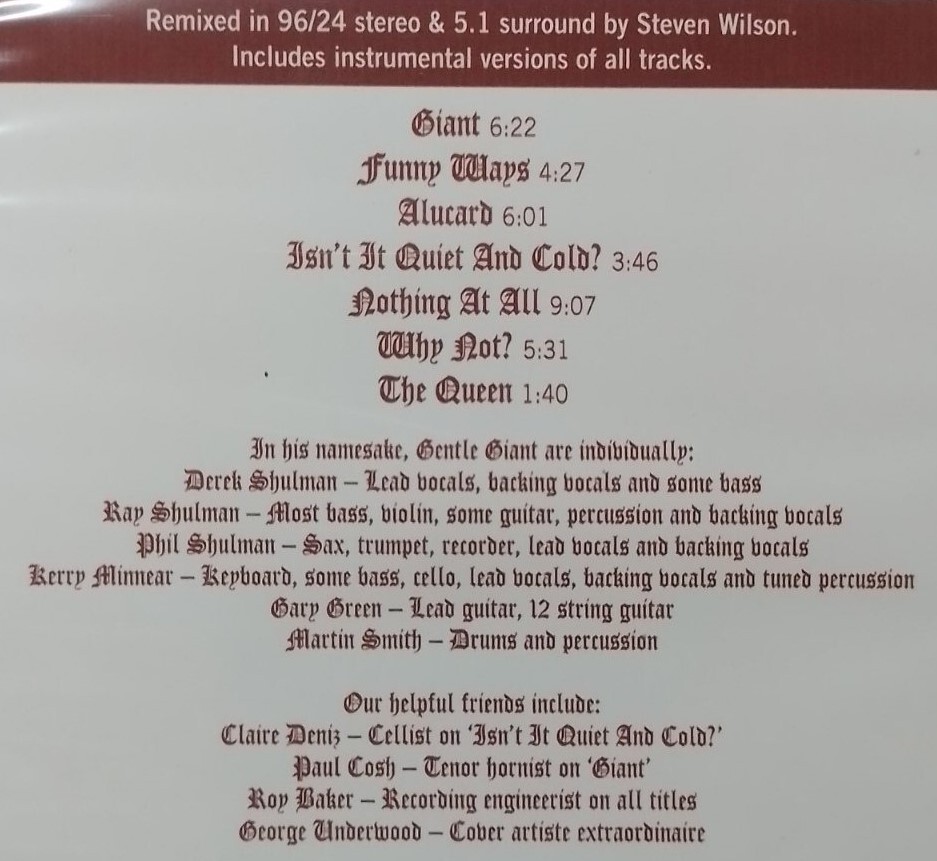 Remixed in 96/24 stereo & 5.1 surround by Steven Wilson.
Includes instrumental versions of all tracks.
Giant 6:22
Funny Ways 4:27
Alucard 6:01
Isn't It Quiet And Cold? 3:46
Nothing At All 9:07
Why Not? 5:31
The Queen 1:40
In his namesake, Gentle Giant are individually:
Derek Shulman – Lead vocals, backing vocals and some bass
Ray Shulman – Most bass, violin, some guitar, percussion and backing vocals
Phil Shulman – Sax, trumpet, recorder, lead vocals and backing vocals
Kerry Minnear – Keyboard, some bass, cello, lead vocals, backing vocals and tuned percussion
Gary Green – Lead guitar, 12 string guitar
Martin Smith – Drums and percussion
Our helpful friends include:
Claire Deniz – Cellist on 'Isn't It Quiet And Cold?'
Paul Cosh – Tenor hornist on 'Giant'
Roy Baker – Recording engineerist on all titles
George Underwood – Cover artiste extraordinaire